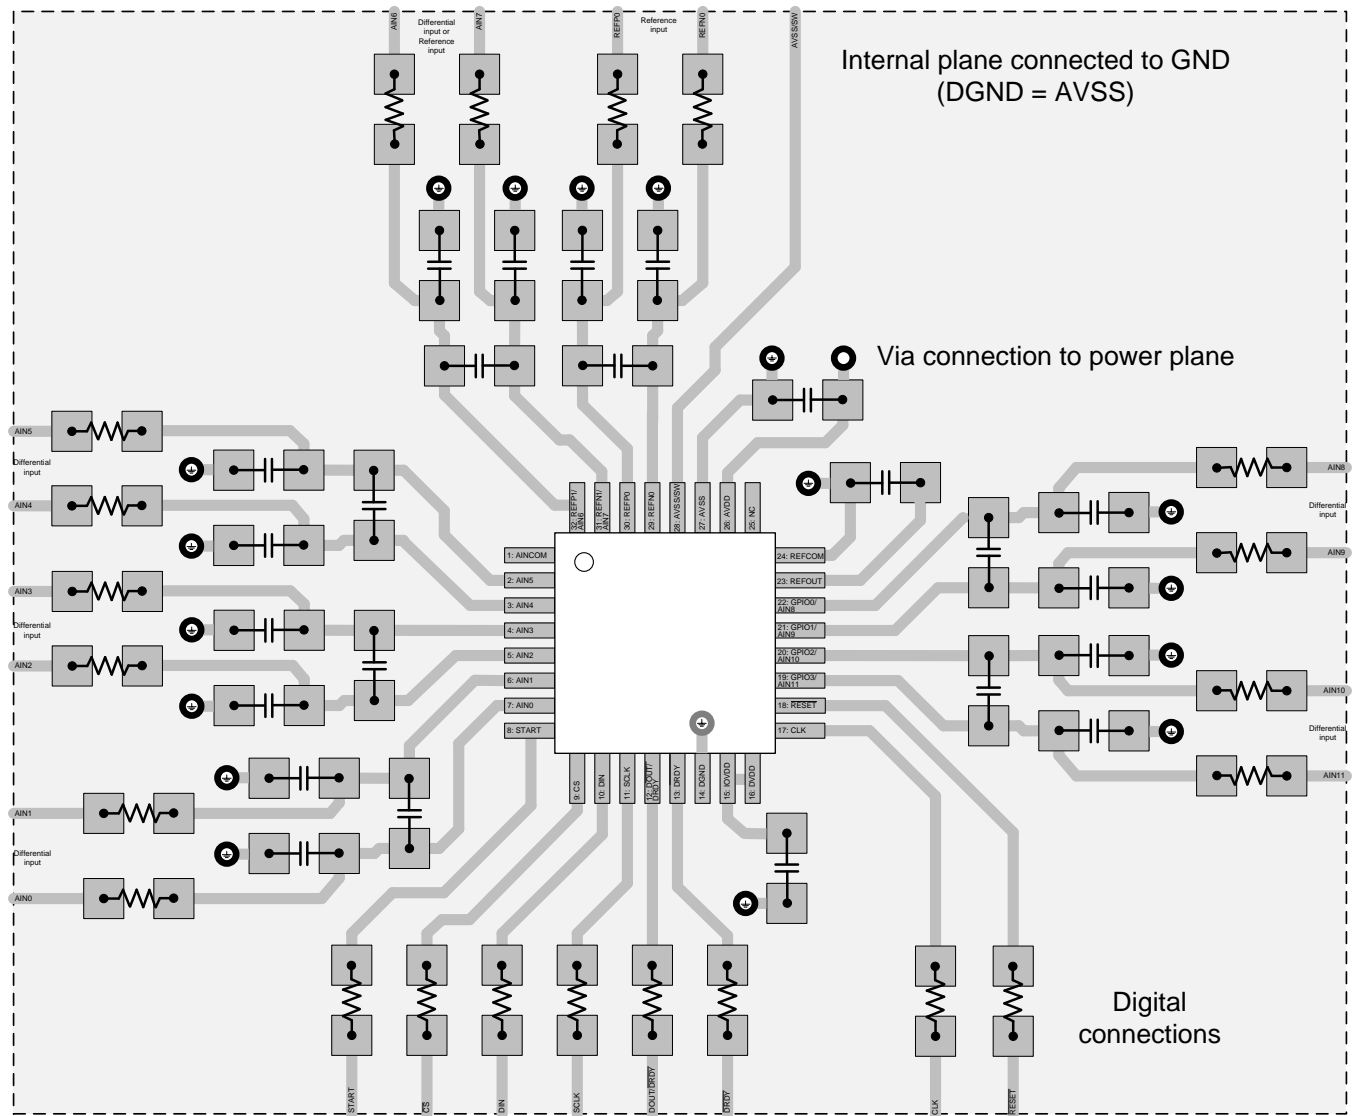 AIN6
Differential
input or
Reference
input
AIN7
REFP0
Reference
input
REFN0
AVSS/SW
Internal plane connected to GND
(DGND = AVSS)
Via connection to power plane
AIN5
Differential
input
AIN4
AIN3
Differential
input
AIN2
AIN1
Differential
input
AIN0
32: REFP1/
AIN6
31: REFN1/
AIN7
30: REFP0
29: REFN0
28: AVSS/SW
27: AVSS
26: AVDD
25: NC
1: AINCOM
2: AIN5
3: AIN4
4: AIN3
5: AIN2
6: AIN1
7: AIN0
8: START
24: REFCOM
23: REFOUT
22: GPIO0/
AIN8
21: GPIO1/
AIN9
20: GPIO2/
AIN10
19: GPIO3/
AIN11
18: RESET
17: CLK
9: CS
10: DIN
11: SCLK
12: DOUT/
DRDY
13: DRDY
14: DGND
15: IOVDD
16: DVDD
AIN8
Differential
input
AIN9
AIN10
Differential
input
AIN11
START
CS
DIN
SCLK
DOUT/DRDY
DRDY
CLK
RESET
Digital
connections